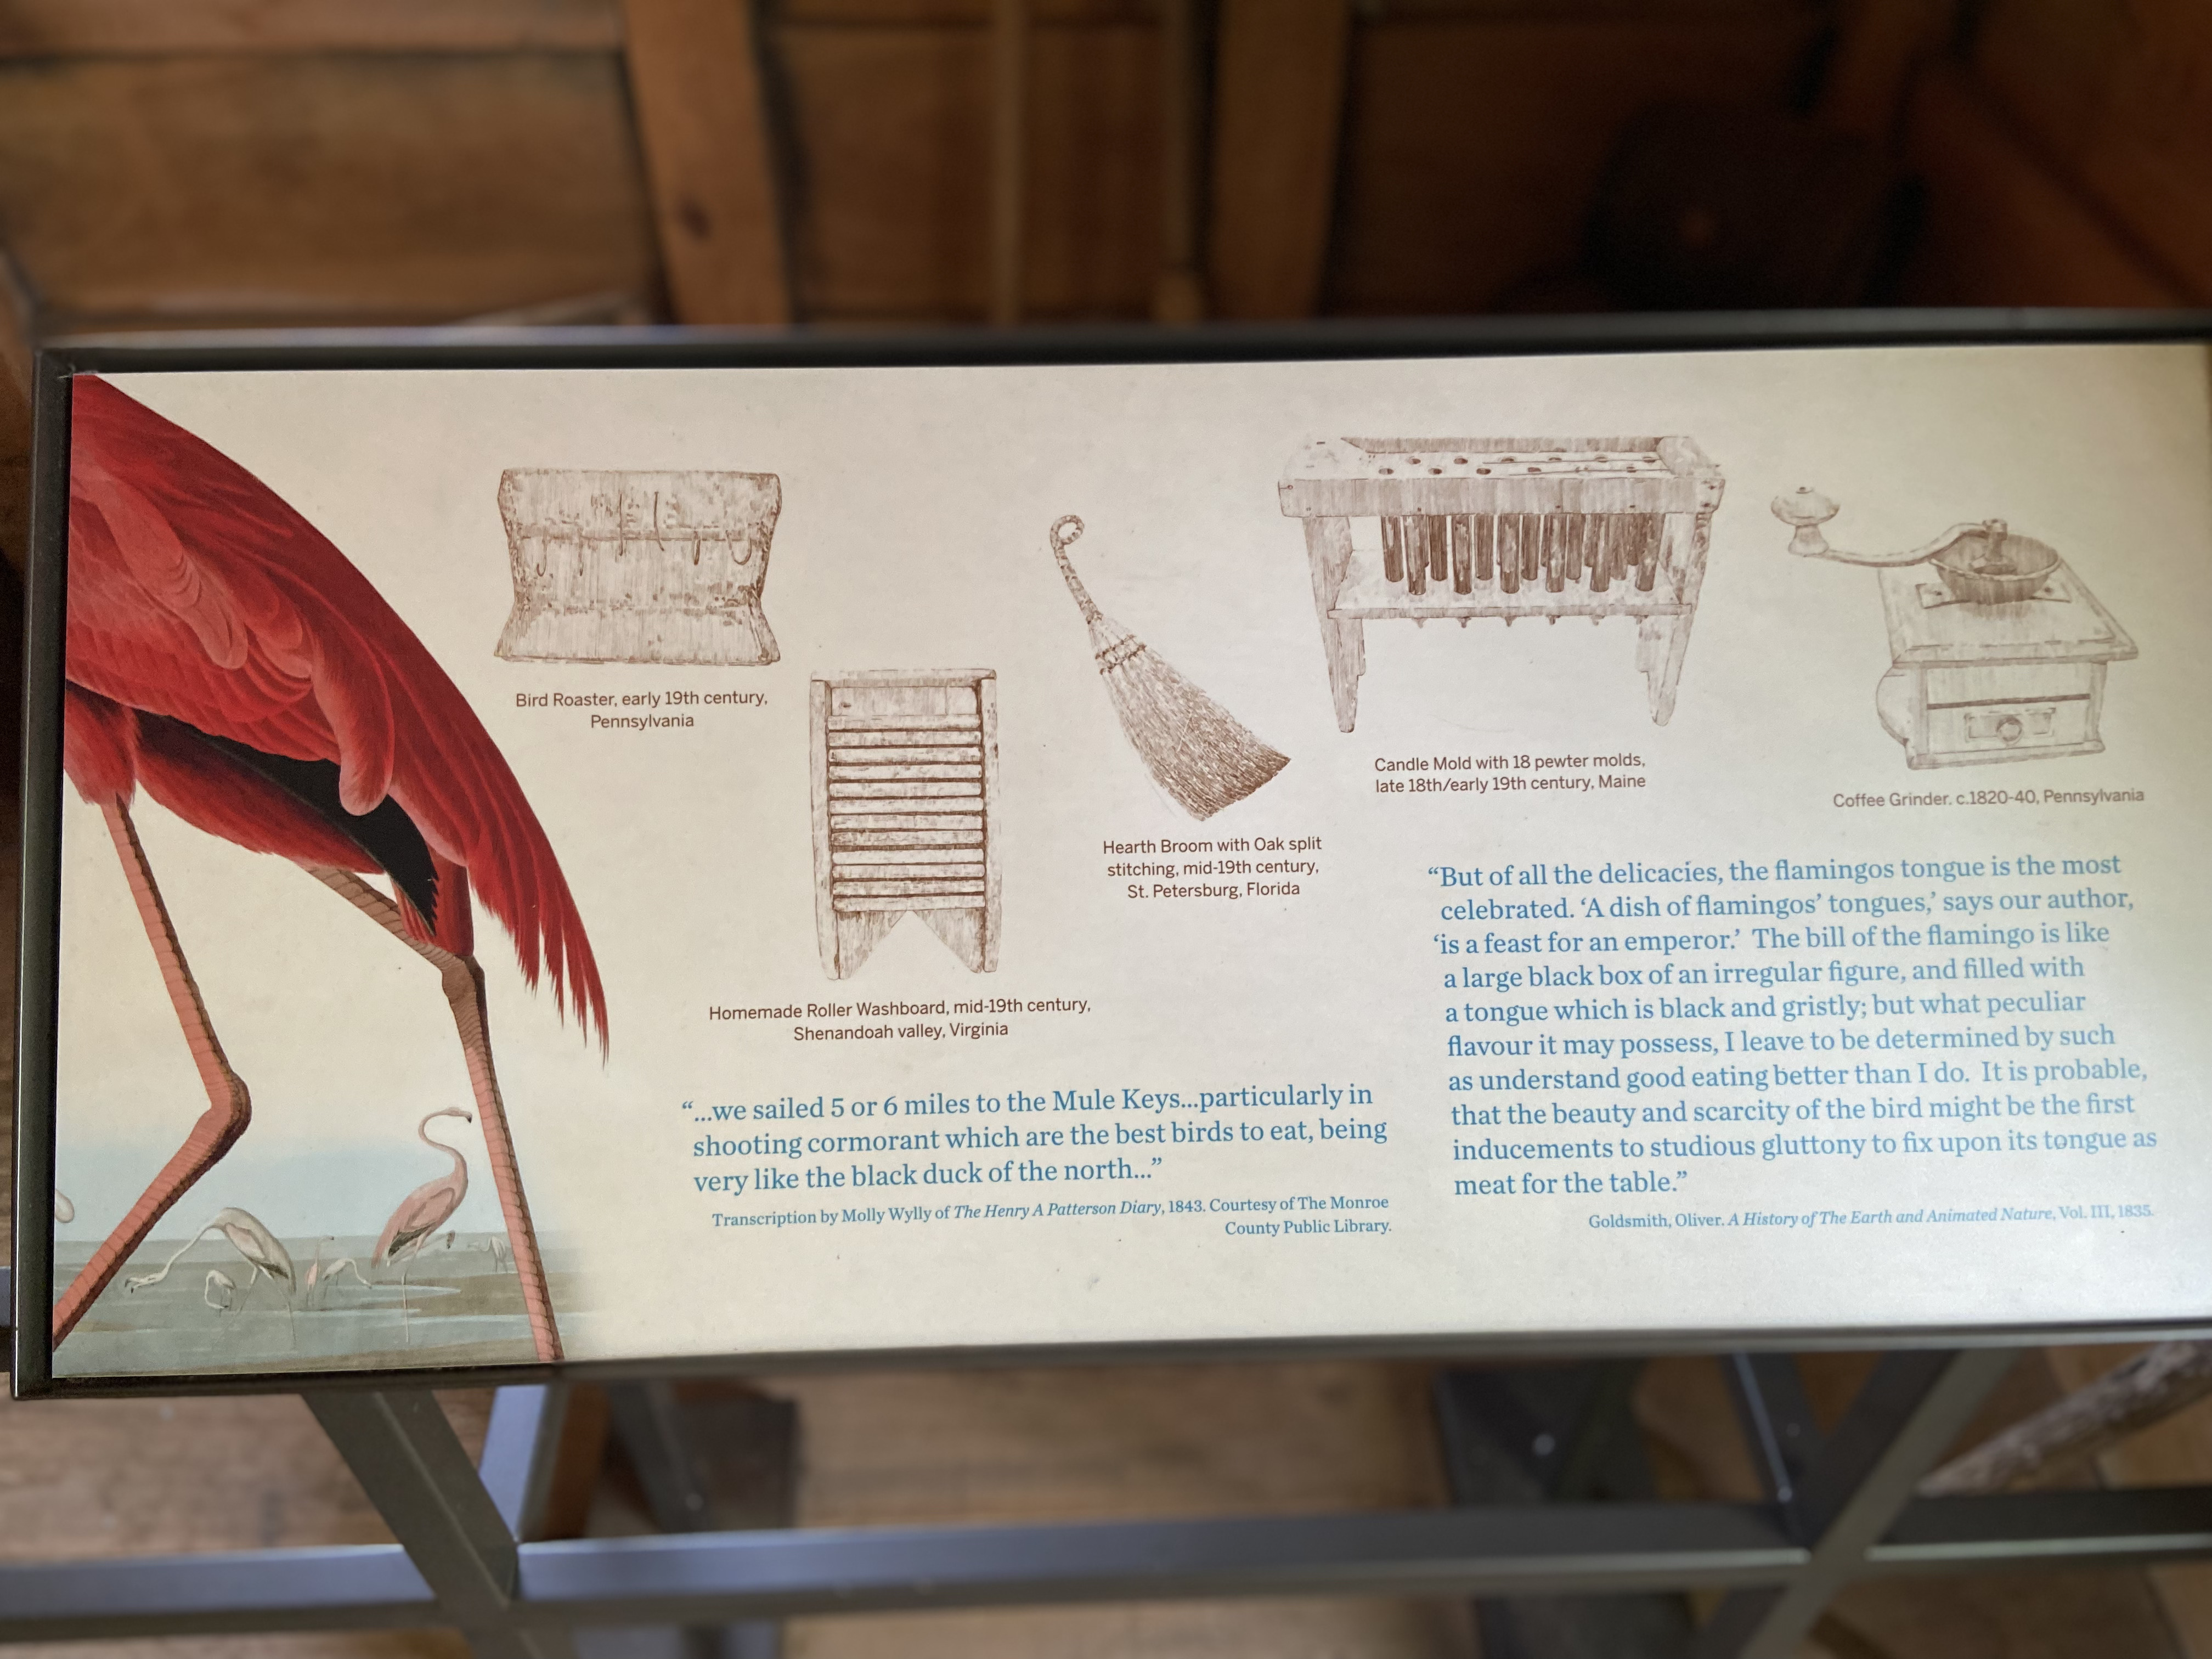 Bird Roaster, early 19th century,
Pennsylvania
Homemade Roller Washboard, mid-19th century,
Shenandoah valley, Virginia
Hearth Broom with Oak split
stitching, mid-19th century,
St. Petersburg, Florida
Candle Mold with 18 pewter molds,
late 18th/early 19th century, Maine
Coffee Grinder. c.1820-40, Pennsylvania
“...we sailed 5 or 6 miles to the Mule Keys...particularly in
shooting cormorant which are the best birds to eat, being
very like the black duck of the north...”
Transcription by Molly Wylly of The Henry A Patterson Diary, 1843. Courtesy of The Monroe
County Public Library.
“But of all the delicacies, the flamingos tongue is the most
celebrated. ‘A dish of flamingos’ tongues,’ says our author,
‘is a feast for an emperor.’ The bill of the flamingo is like
a large black box of an irregular figure, and filled with
a tongue which is black and gristly; but what peculiar
flavour it may possess, I leave to be determined by such
as understand good eating better than I do. It is probable,
that the beauty and scarcity of the bird might be the first
inducements to studious gluttony to fix upon its tongue as
meat for the table.”
Goldsmith, Oliver. A History of The Earth and Animated Nature, Vol. III, 1835.